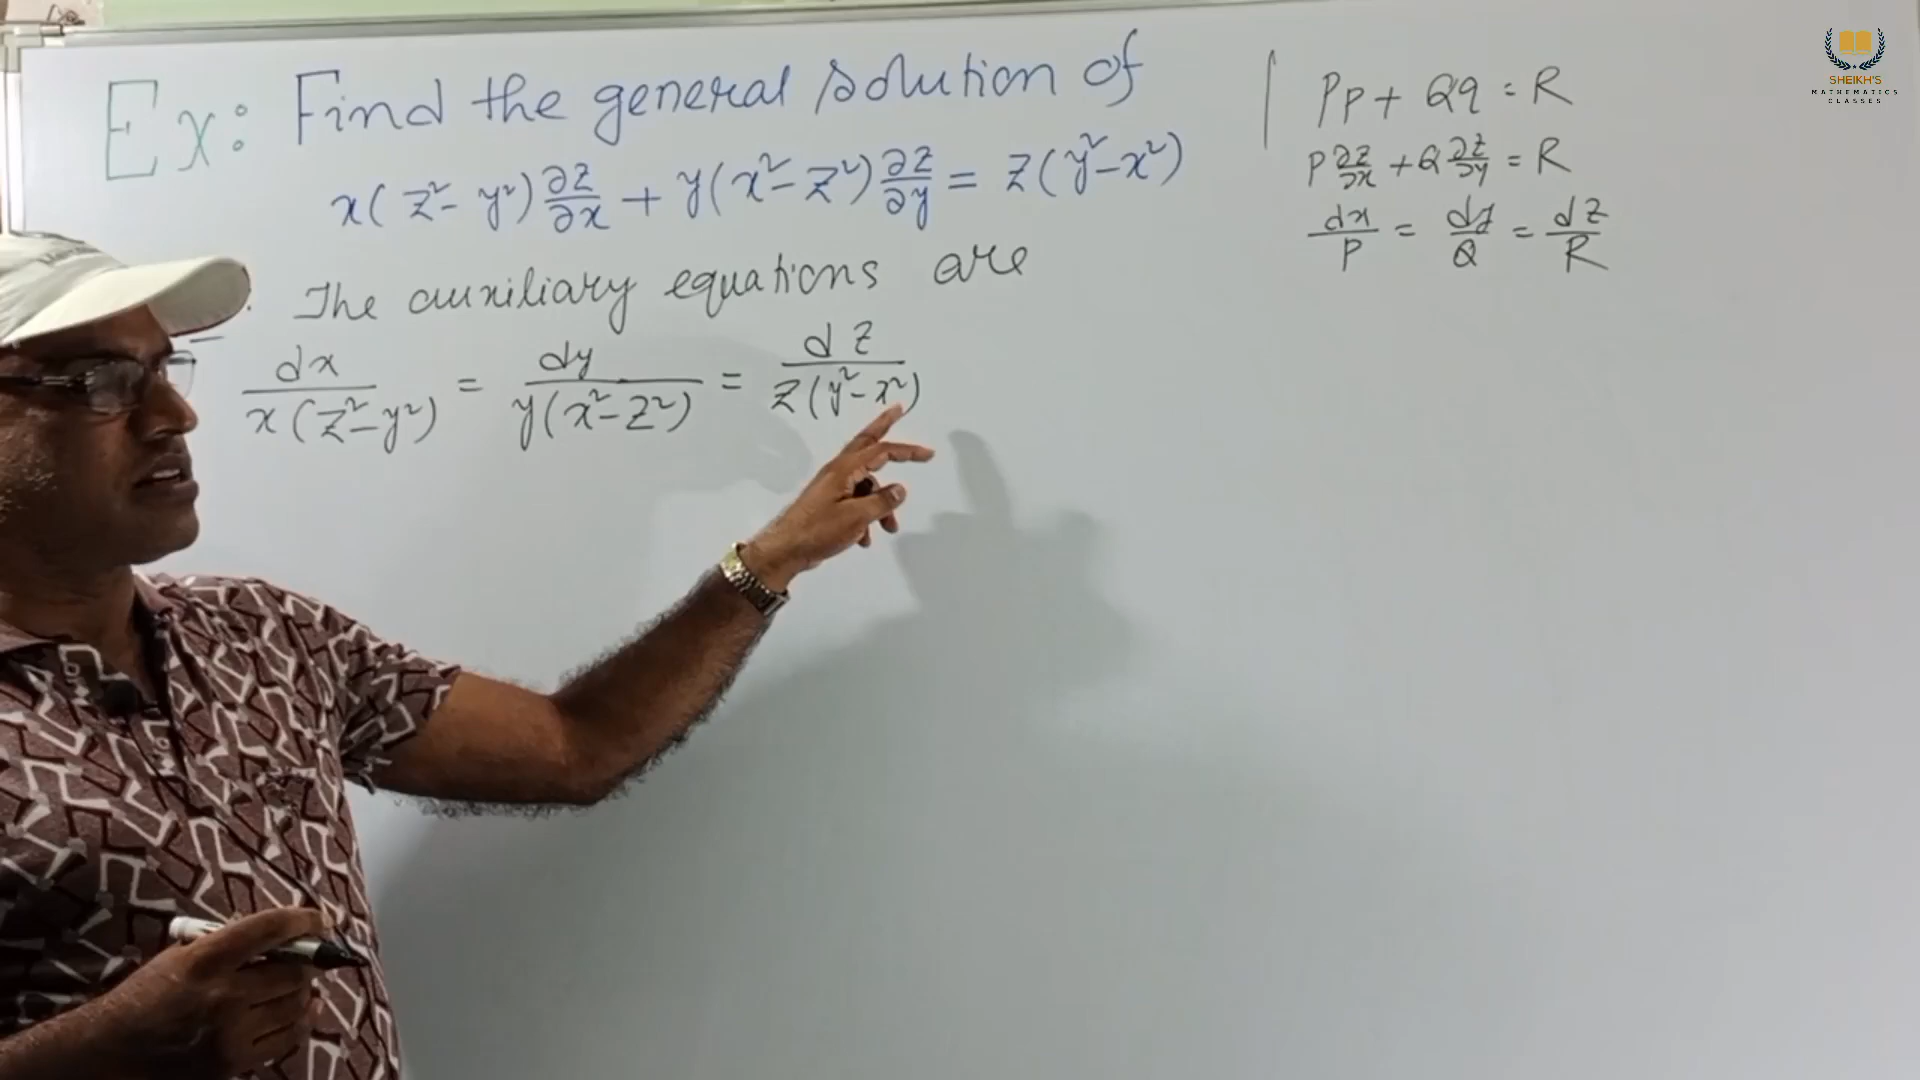 Ex: Find the general solution of
x(z²-y²)∂z/∂x + y(x²-z²)∂z/∂y = z(y²-x²)
The auxiliary equations are
dx/x(z²-y²) = dy/y(x²-z²) = dz/z(y²-x²)
Pp + Qq = R
P∂z/∂x + Q∂z/∂y = R
dx/P = dy/Q = dz/R
SHEIKH'S
MATHEMATICS
CLASSES